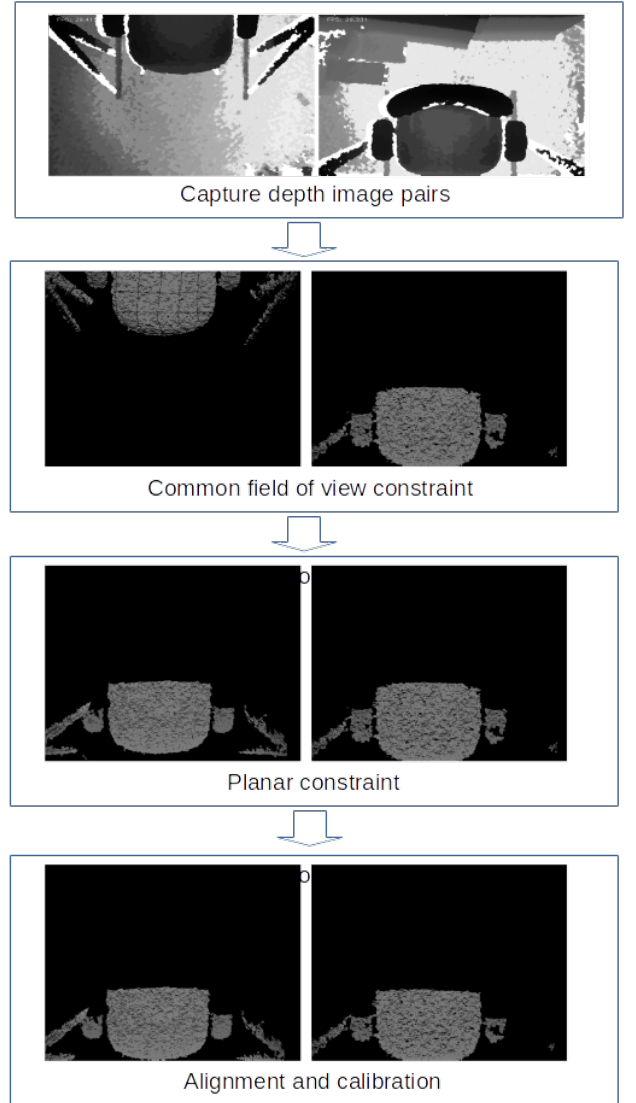 Capture depth image pairs
Common field of view constraint
o
Planar constraint
o
Alignment and calibration